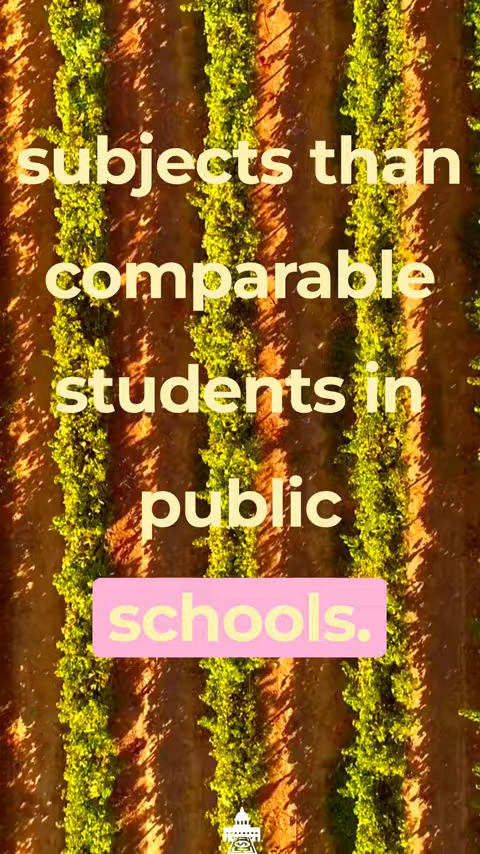 subjects than
comparable
students in
public
schools.